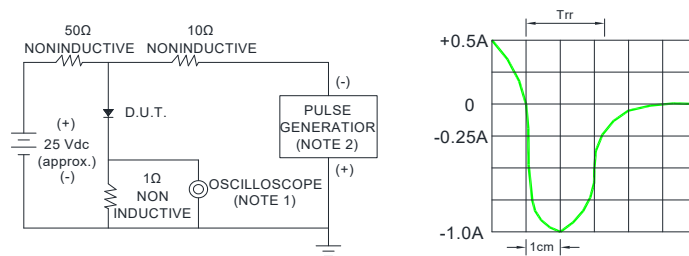 50Ω
NONINDUCTIVE
10Ω
NONINDUCTIVE
(+)
25 Vdc
(approx.)
(-)
D.U.T.
1Ω
NON
INDUCTIVE
OSCILLOSCOPE
(NOTE 1)
(-)
PULSE
GENERATIOR
(NOTE 2)
(+)
Trr
+0.5A
0
-0.25A
-1.0A
1cm